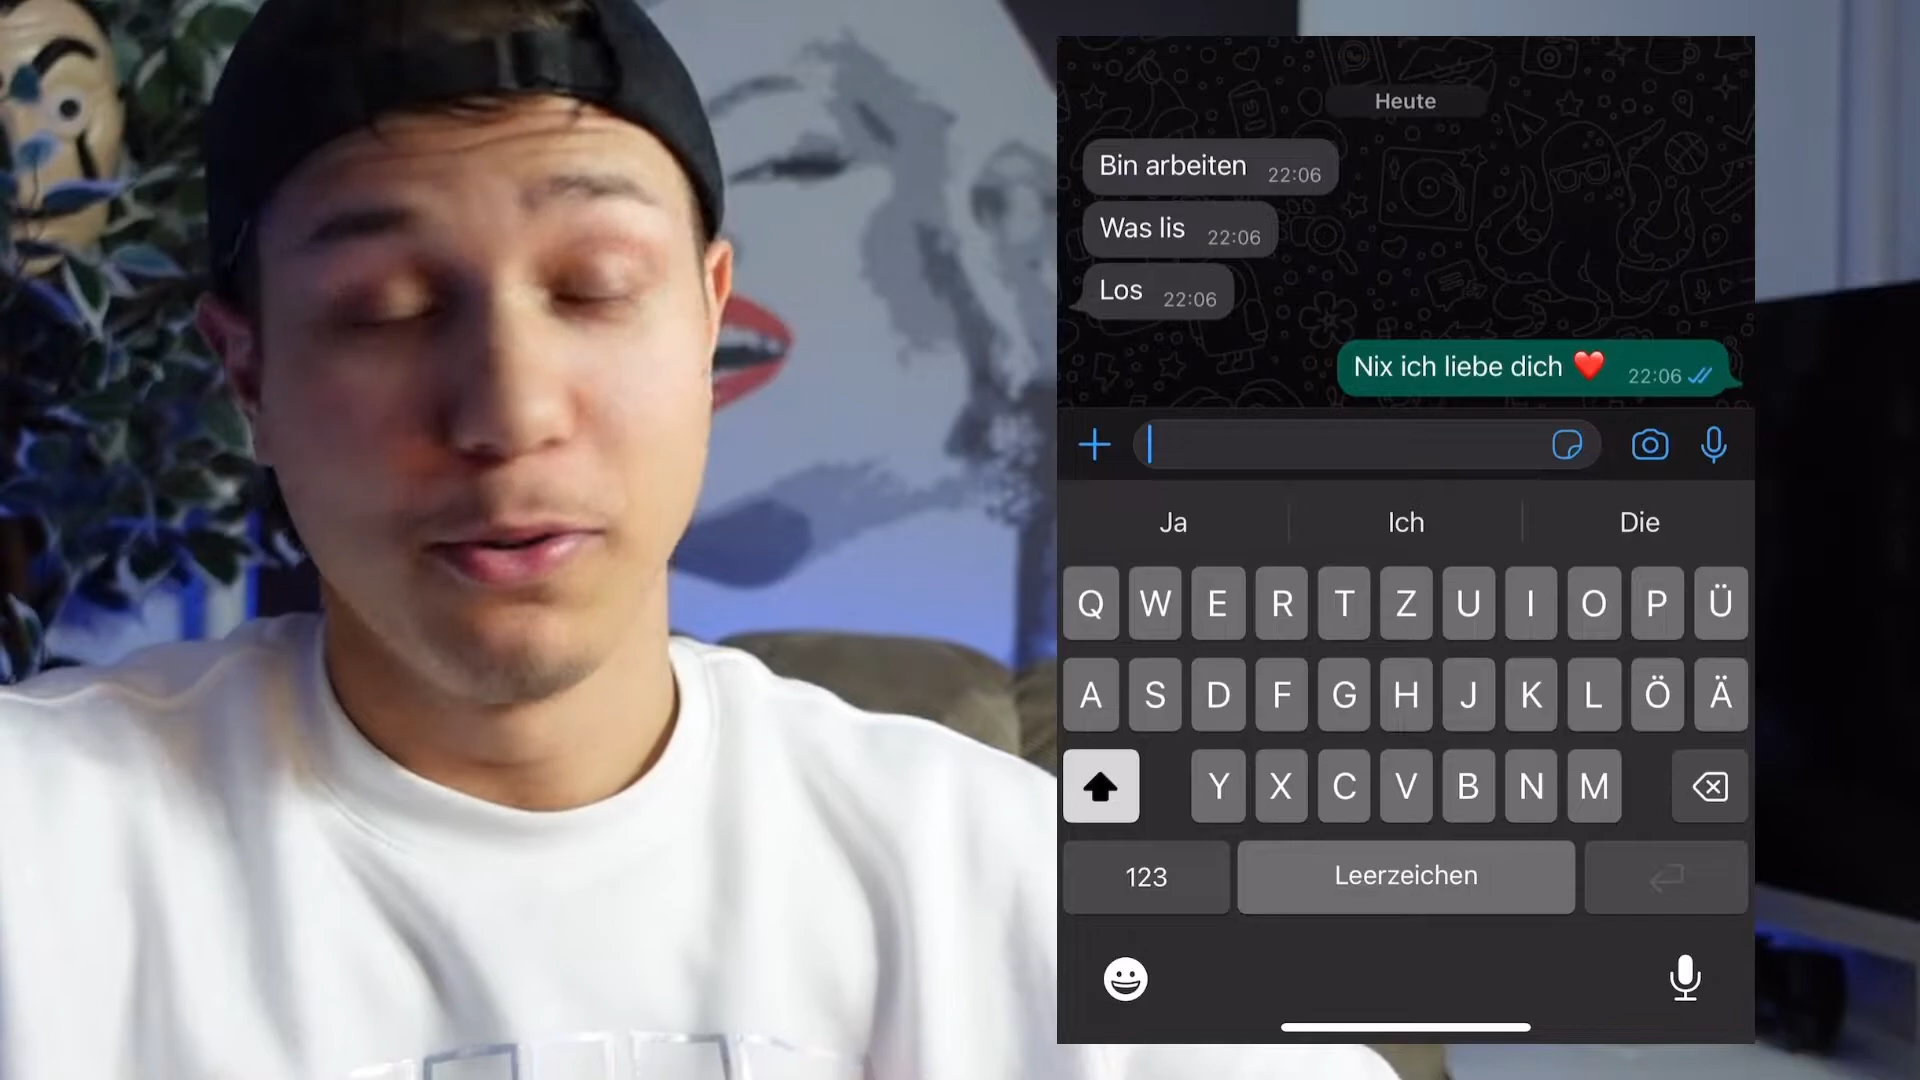 Heute
Bin arbeiten 22:06
Was lis 22:06
Los 22:06
Nix ich liebe dich ❤️ 22:06
Ja Ich Die
Q W E R T Z U I O P Ü
A S D F G H J K L Ö Ä
Y X C V B N M
123 Leerzeichen